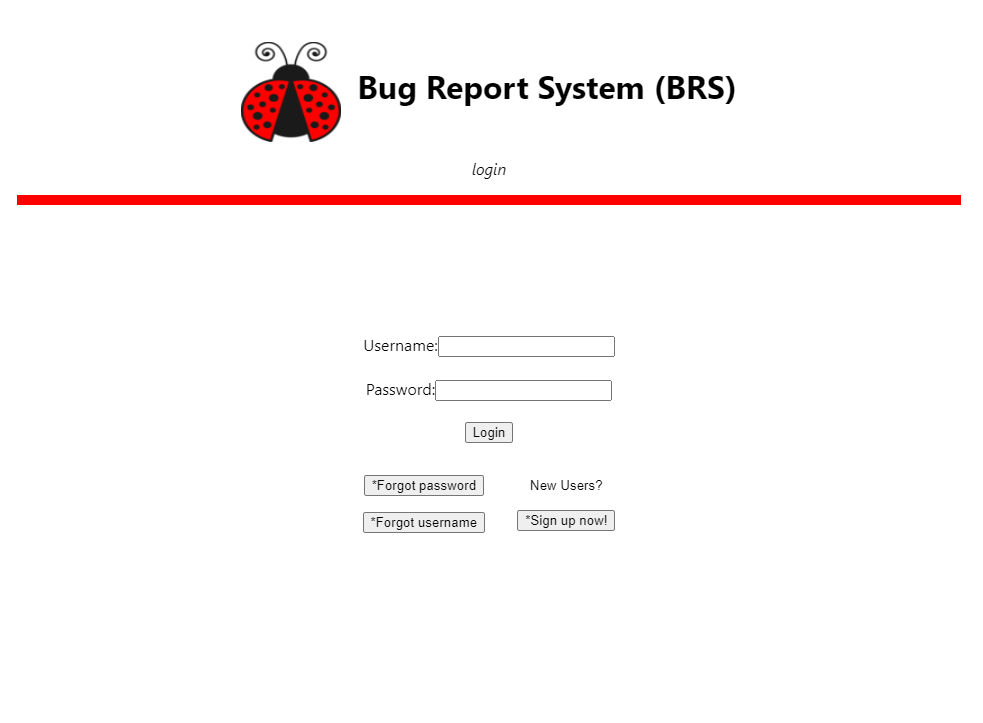 Bug Report System (BRS)
login
Username:
Password:
Login
*Forgot password
New Users?
*Forgot username
*Sign up now!